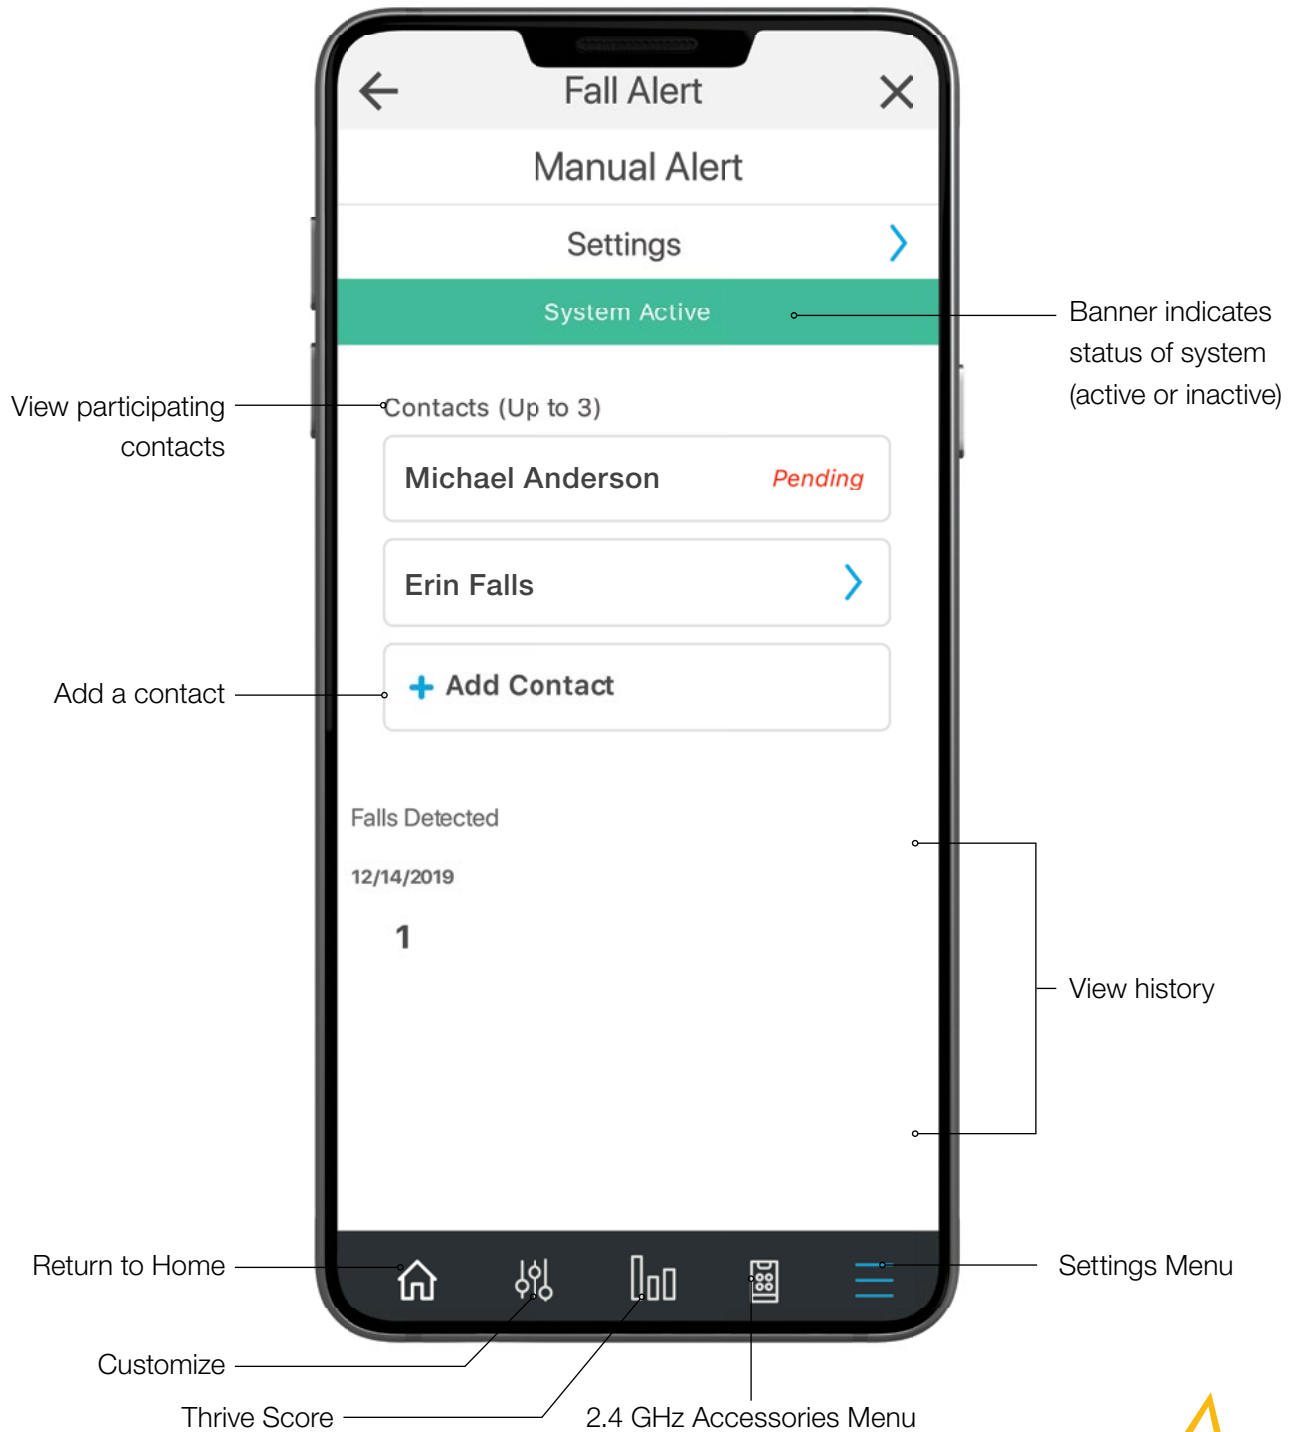 Fall Alert
Manual Alert
Settings
System Active
Banner indicates
status of system
(active or inactive)
View participating
contacts
Contacts (Up to 3)
Michael Anderson Pending
Erin Falls
Add a contact
+ Add Contact
Falls Detected
12/14/2019
1
View history
Return to Home
Settings Menu
Customize
Thrive Score
2.4 GHz Accessories Menu